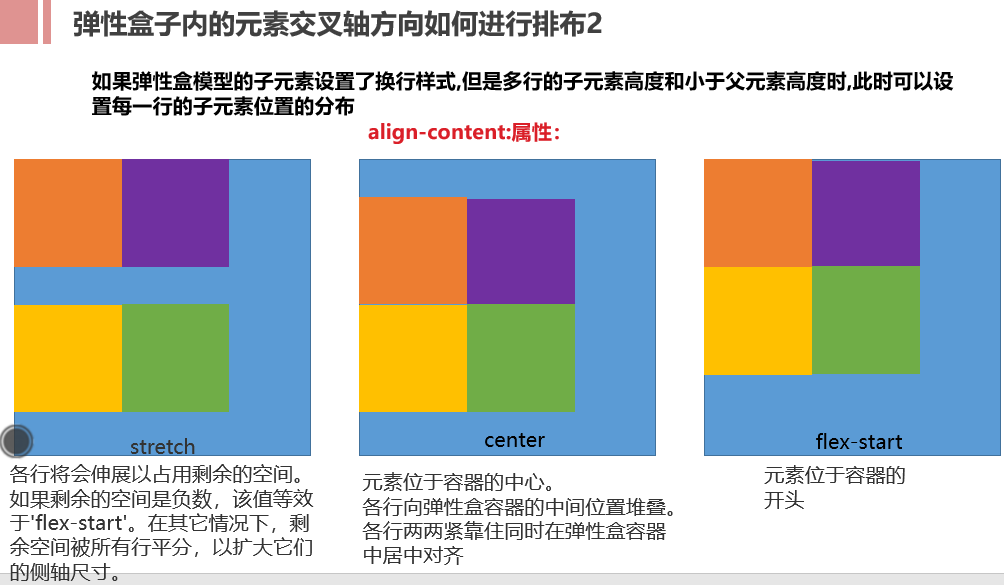 弹性盒子内的元素交叉轴方向如何进行排布2
如果弹性盒模型的子元素设置了换行样式,但是多行的子元素高度和小于父元素高度时,此时可以设
置每一行的子元素位置的分布
align-content:属性：
stretch
各行将会伸展以占用剩余的空间。
如果剩余的空间是负数，该值等效
于'flex-start'。在其它情况下，剩
余空间被所有行平分，以扩大它们
的侧轴尺寸。
center
元素位于容器的中心。
各行向弹性盒容器的中间位置堆叠。
各行两两紧靠住同时在弹性盒容器
中居中对齐
flex-start
元素位于容器的
开头